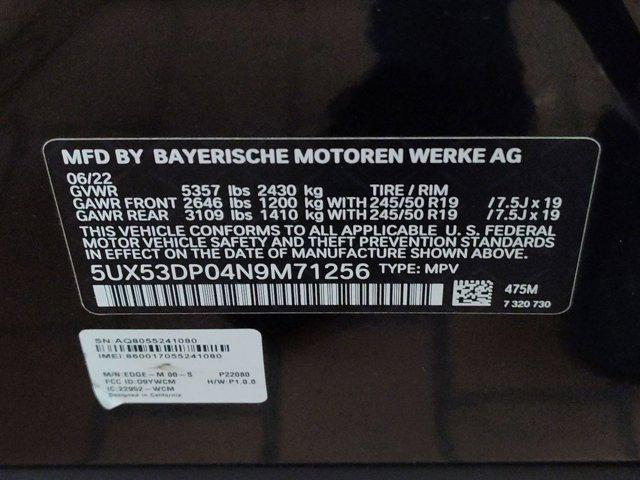 MFD BY BAYERISCHE MOTOREN WERKE AG
06/22
GVWR 5357 lbs 2430 kg TIRE / RIM
GAWR FRONT 2646 lbs 1200 kg WITH 245/50 R19 / 7.5J x 19
GAWR REAR 3109 lbs 1410 kg WITH 245/50 R19 / 7.5J x 19
THIS VEHICLE CONFORMS TO ALL APPLICABLE U. S. FEDERAL
MOTOR VEHICLE SAFETY AND THEFT PREVENTION STANDARDS
IN EFFECT ON THE DATE OF MANUFACTURE SHOWN ABOVE.
5UX53DP04N9M71256 TYPE: MPV
475M
7 320 730
SN:AQ8055241080
IMEI:860017055241080
M/N:EDGE-M 00-S P22080
FCC ID:O9YWCM H/W:P1.0.0
IC:22952-WCM
Designed in California